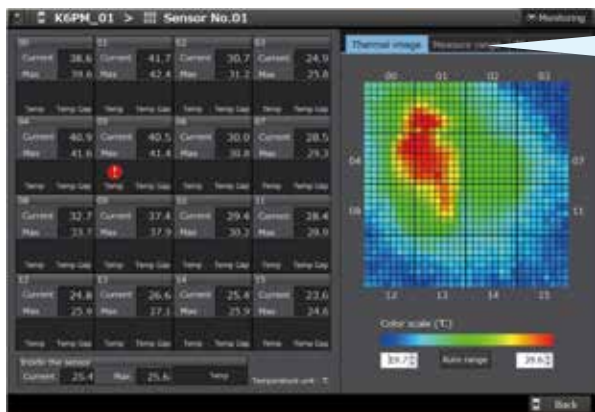 K6PM_01 > Sensor No.01
Monitoring
Thermal image
00 01 02 03
Current 38.6 Current 41.7 Current 30.7 Current 24.9
Max 39.6 Max 42.4 Max 31.2 Max 25.8
Temp Temp Gap Temp Temp Gap Temp Temp Gap Temp Temp Gap
04 05 06 07
Current 40.9 Current 40.5 Current 30.0 Current 28.5
Max 41.6 Max 41.4 Max 30.8 Max 29.3
Temp Temp Gap Temp Temp Gap Temp Temp Gap Temp Temp Gap
Current 32.7 Current 37.4 Current 29.4 Current 28.4
Max 33.7 Max 37.9 Max 30.2 Max
Temp Temp Gap Temp Temp Gap Temp Temp Gap Temp Temp Gap
12 13 14 15
Current 24.8 Current 26.6 Current 25.4 Current 23.6
Max 25.9 Max 27.1 Max 25.9 Max 24.6
Temp Temp Gap Temp Temp Gap Temp Temp Gap Temp Temp Gap
Inside the sensor
Current 25.4 Max 25.6 Temp
Temperature unit : ℃
00 01 02 03
04 07
08 11
12 13 14 15
Color scale (℃)
Auto range
Back